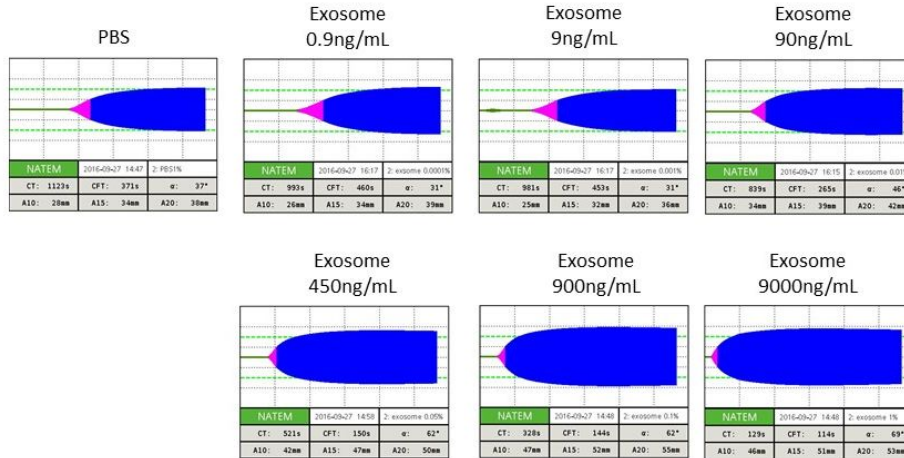 PBS
Exosome
0.9ng/mL
Exosome
9ng/mL
Exosome
90ng/mL
NATEM 2016-09-27 14:47 2: PBS1%
CT: 1123s CFT: 371s α: 37°
A10: 28mm A15: 34mm A20: 38mm
NATEM 2016-09-27 16:17 2: exsome 0.0001%
CT: 993s CFT: 460s α: 31°
A10: 26mm A15: 34mm A20: 39mm
NATEM 2016-09-27 16:17 2: exsome 0.001%
CT: 981s CFT: 453s α: 31°
A10: 25mm A15: 32mm A20: 36mm
NATEM 2016-09-27 16:15 2: exsome 0.01%
CT: 839s CFT: 265s α: 46°
A10: 34mm A15: 39mm A20: 42mm
Exosome
450ng/mL
Exosome
900ng/mL
Exosome
9000ng/mL
NATEM 2016-09-27 14:58 2: exosome 0.05%
CT: 521s CFT: 150s α: 62°
A10: 42mm A15: 47mm A20: 50mm
NATEM 2016-09-27 14:48 2: exosome 0.1%
CT: 328s CFT: 144s α: 62°
A10: 47mm A15: 52mm A20: 55mm
NATEM 2016-09-27 14:48 2: exosome 1%
CT: 129s CFT: 114s α: 69°
A10: 46mm A15: 51mm A20: 53mm